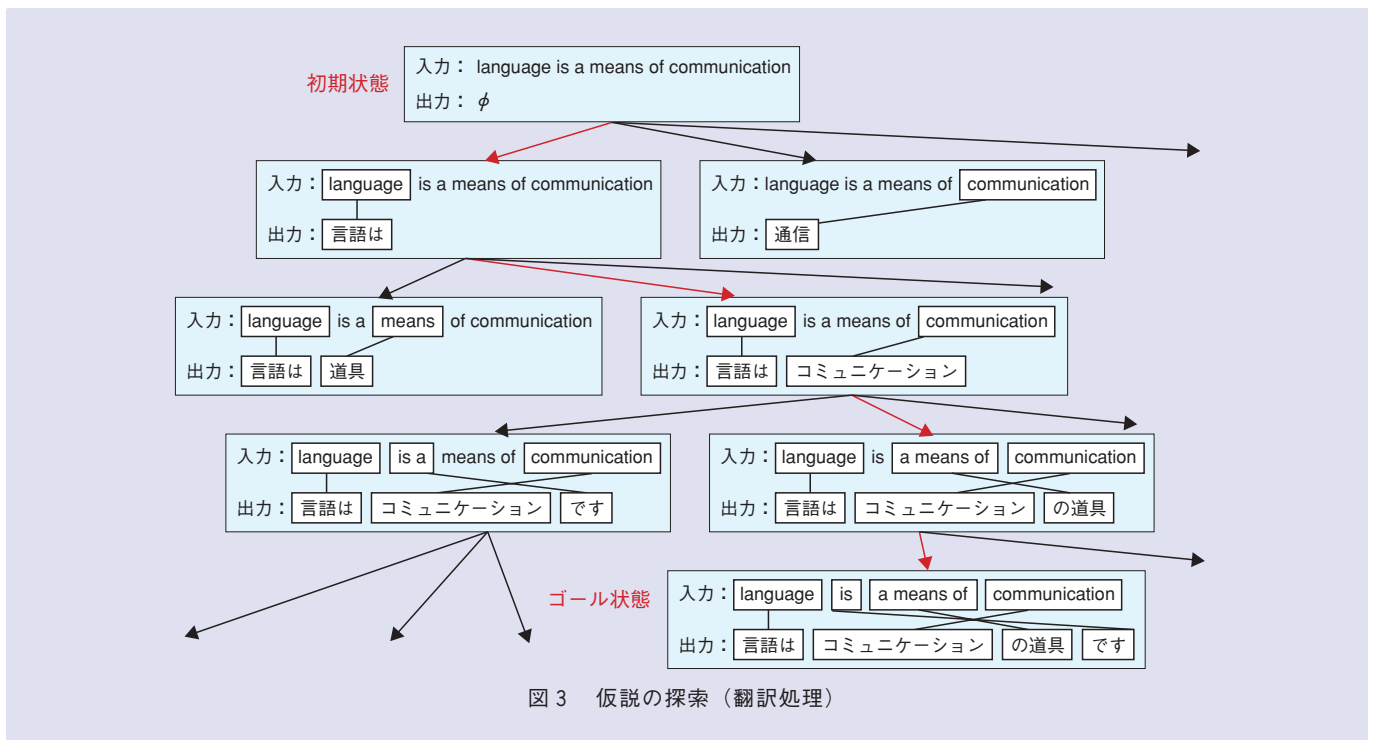 初期状態
入力： language is a means of communication
出力： φ
入力：language is a means of communication
出力：言語は
入力：language is a means of communication
出力：通信
入力：language is a means of communication
出力：言語は 道具
入力：language is a means of communication
出力：言語は コミュニケーション
入力：language is a means of communication
出力：言語は コミュニケーション です
入力：language is a means of communication
出力：言語は コミュニケーション の道具
ゴール状態
入力：language is a means of communication
出力：言語は コミュニケーション の道具 です
図3 仮説の探索（翻訳処理）